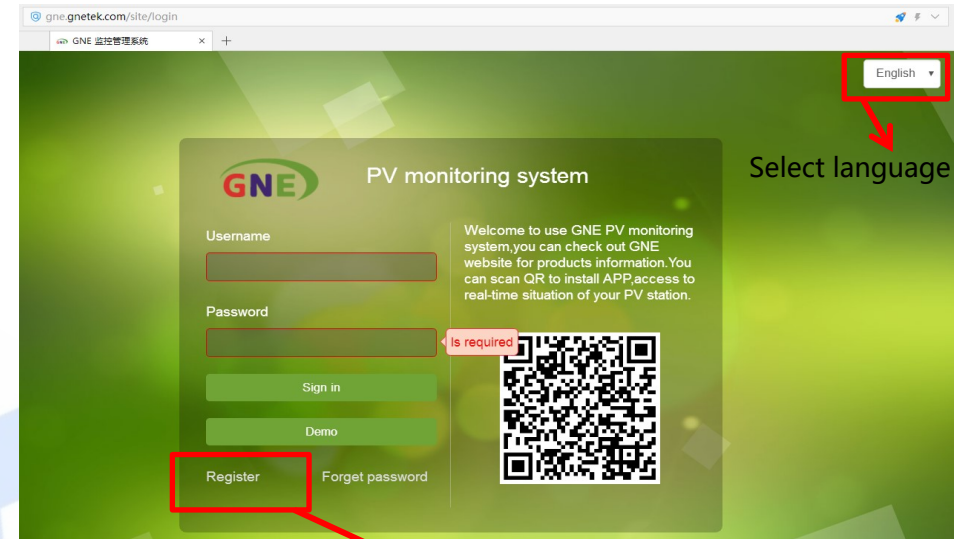 gne.gnetek.com/site/login
GNE 监控管理系统
English
Select language
GNE
PV monitoring system
Username
Password
Is required
Sign in
Demo
Register
Forget password
Welcome to use GNE PV monitoring
system,you can check out GNE
website for products information.You
can scan QR to install APP,access to
real-time situation of your PV station.